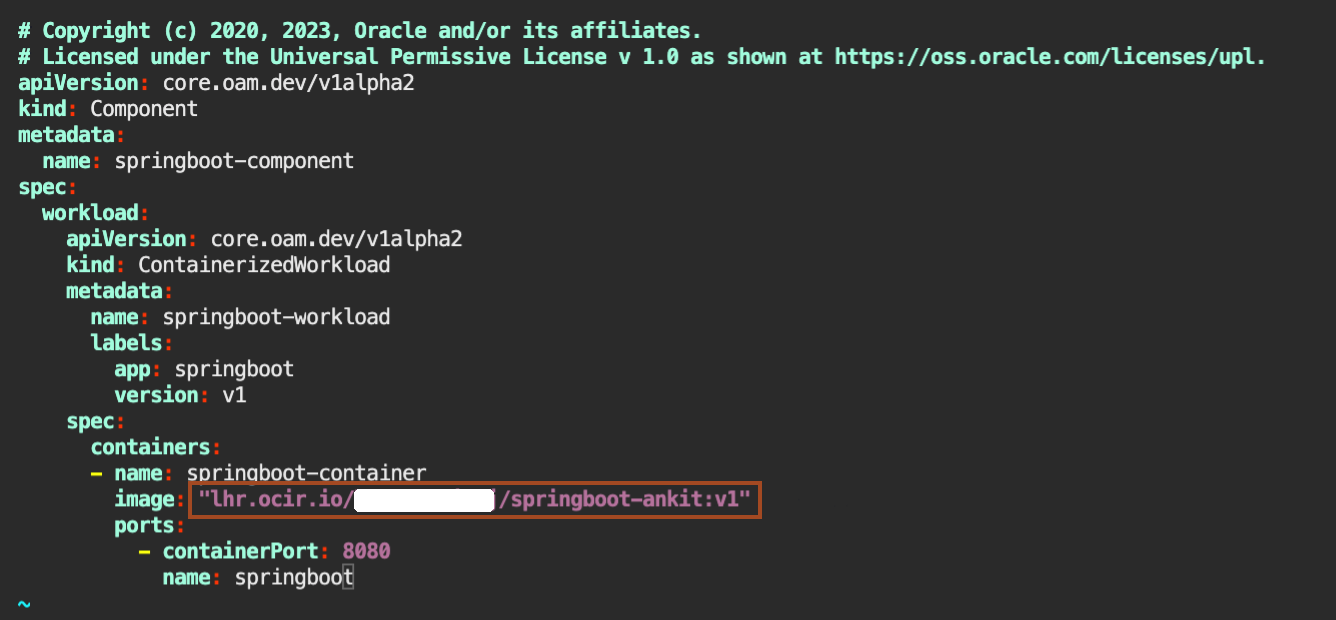 # Copyright (c) 2020, 2023, Oracle and/or its affiliates.
# Licensed under the Universal Permissive License v 1.0 as shown at https://oss.oracle.com/licenses/upl.
apiVersion: core.oam.dev/v1alpha2
kind: Component
metadata:
  name: springboot-component
spec:
  workload:
    apiVersion: core.oam.dev/v1alpha2
    kind: ContainerizedWorkload
    metadata:
      name: springboot-workload
      labels:
        app: springboot
        version: v1
    spec:
      containers:
      - name: springboot-container
        image: "lhr.ocir.io/ /springboot-ankit:v1"
        ports:
          - containerPort: 8080
            name: springboot
~